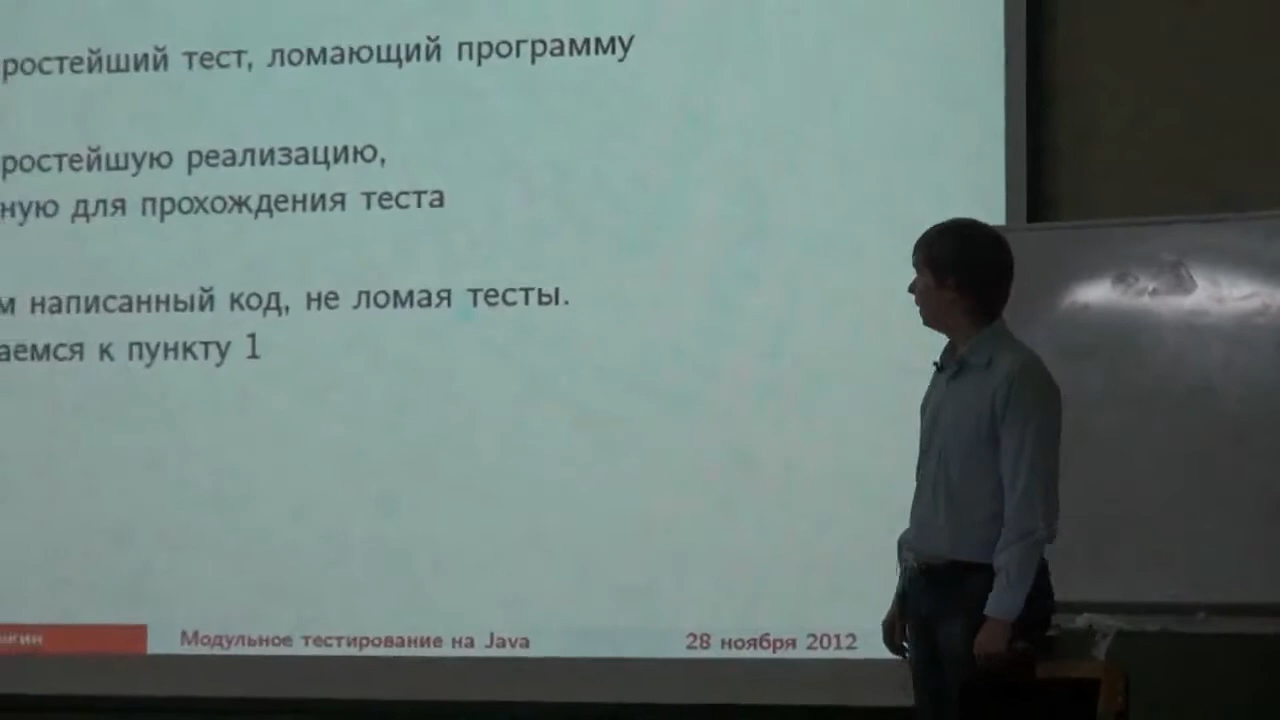 ростейший тест, ломающий программу
ростейшую реализацию,
ную для прохождения теста
м написанный код, не ломая тесты.
аемся к пункту 1
шкин
Модульное тестирование на Java
28 ноября 2012